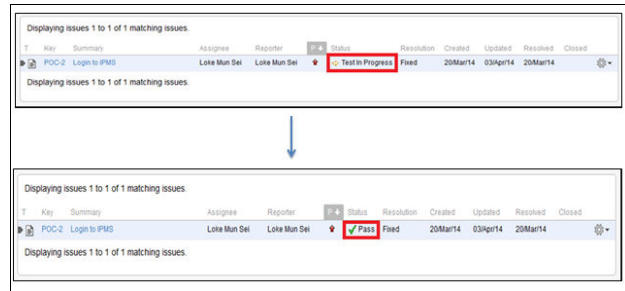 Displaying issues 1 to 1 of 1 matching issues.
T Key Summary Assignee Reporter P Status Resolution Created Updated Resolved Closed
POC-2 Login to IPMS Loke Mun Sei Loke Mun Sei Test In Progress Fixed 20/Mar/14 03/Apr/14 20/Mar/14
Displaying issues 1 to 1 of 1 matching issues.
Displaying issues 1 to 1 of 1 matching issues.
T Key Summary Assignee Reporter P Status Resolution Created Updated Resolved Closed
POC-2 Login to IPMS Loke Mun Sei Loke Mun Sei Pass Fixed 20/Mar/14 03/Apr/14 20/Mar/14
Displaying issues 1 to 1 of 1 matching issues.